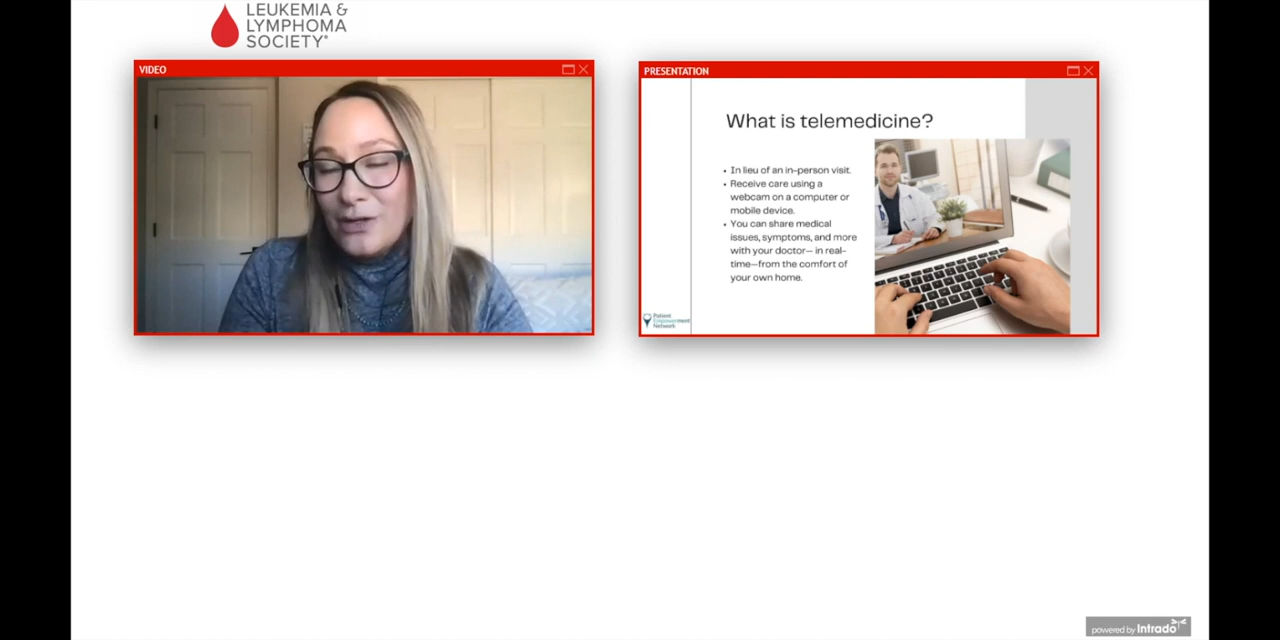 LEUKEMIA &
LYMPHOMA
SOCIETY®
VIDEO
PRESENTATION
What is telemedicine?
• In lieu of an in-person visit.
• Receive care using a
webcam on a computer or
mobile device.
• You can share medical
issues, symptoms, and more
with your doctor— in real-
time—from the comfort of
your own home.
Patient
Empowerment
Network
powered by intrado